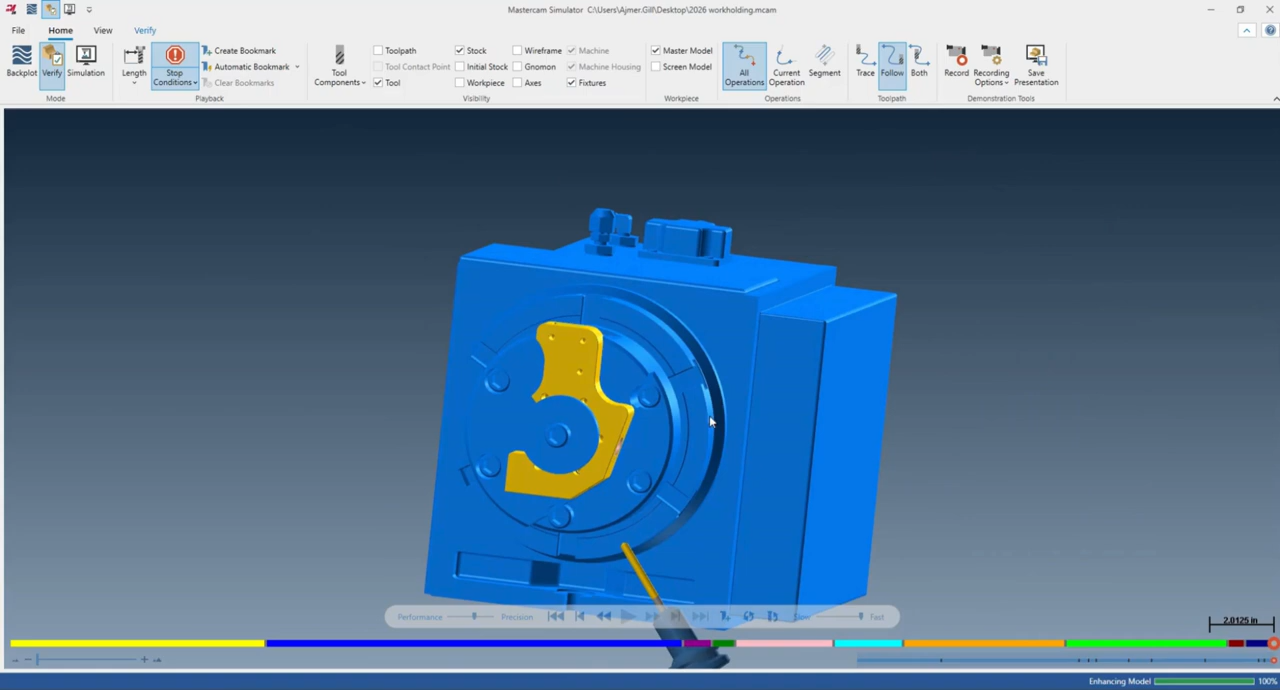 Mastercam Simulator C:\Users\Ajmer.Gill\Desktop\2026 workholding.mcam
File Home View Verify
Backplot Verify Simulation
Mode
Length Stop Conditions
Create Bookmark
Automatic Bookmark
Clear Bookmarks
Playback
Tool Components
Toolpath Stock Wireframe Machine
Tool Contact Point Initial Stock Gnomon Machine Housing
Tool Workpiece Axes Fixtures
Visibility
Master Model
Screen Model
Workpiece
All Operations Current Operation Segment
Operations
Trace Follow Both
Toolpath
Record Recording Options Save Presentation
Demonstration Tools
Performance Precision Slow Fast
2.0125 in
Enhancing Model 100%